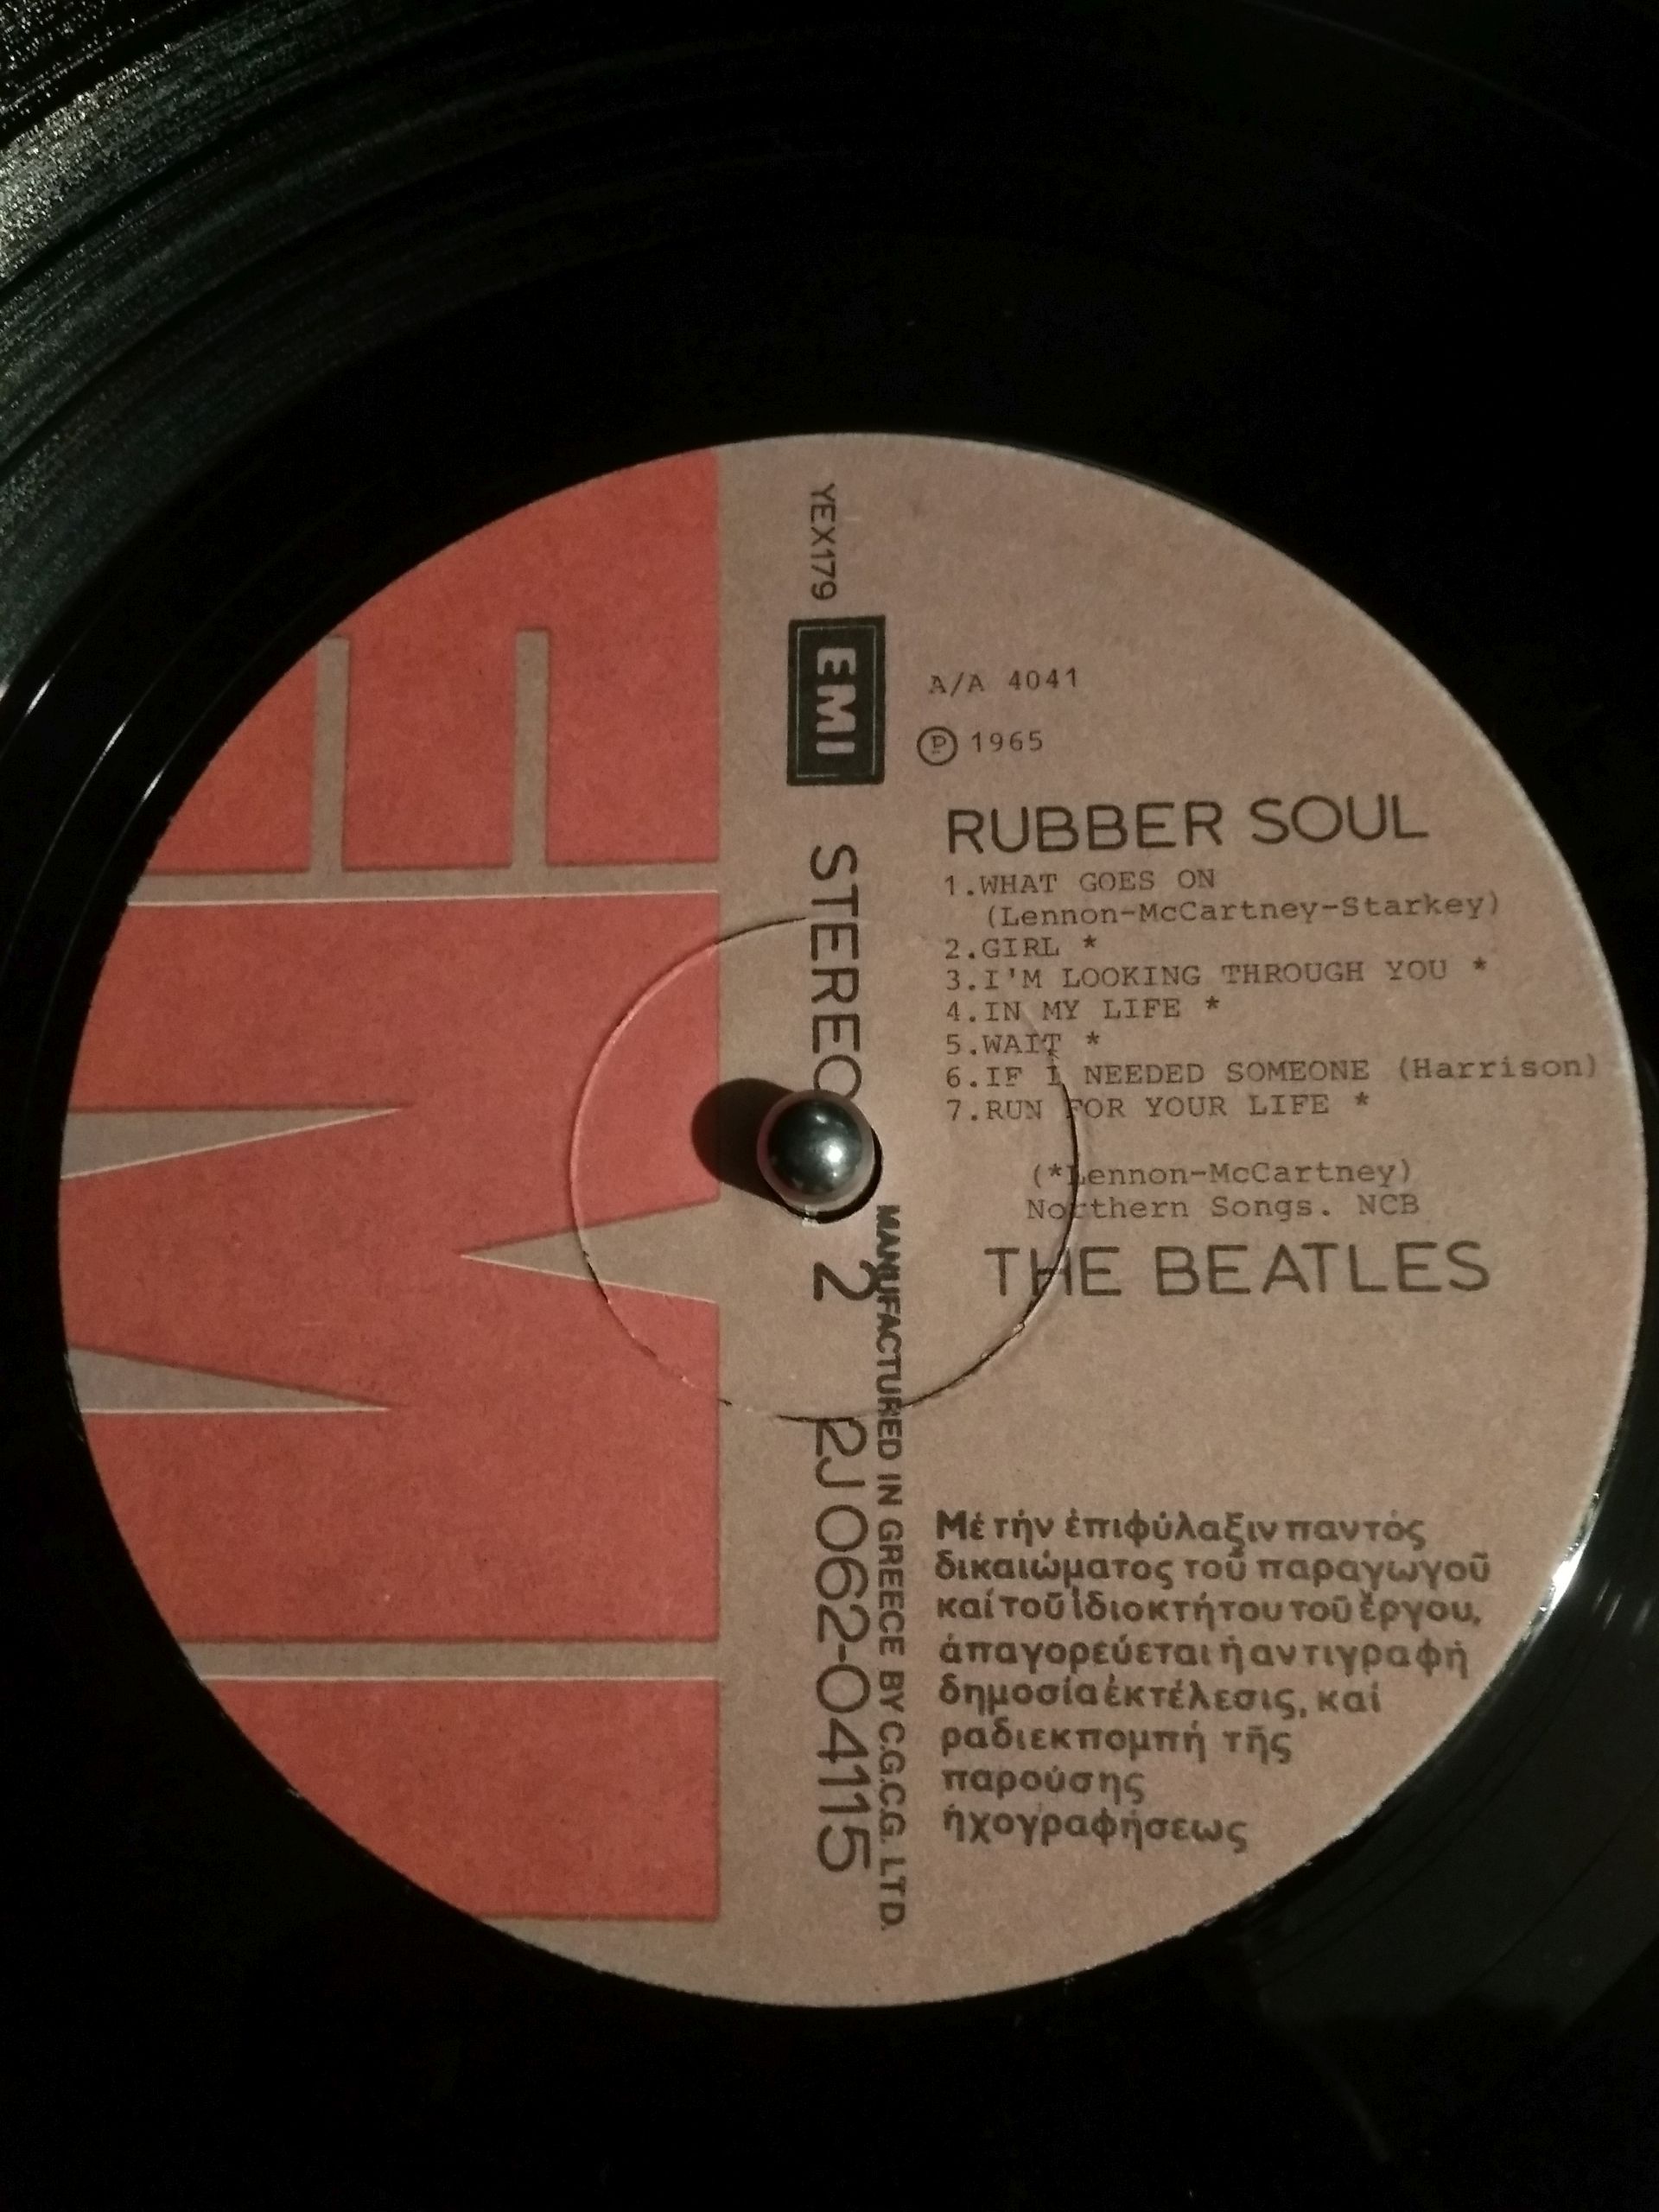 YEX179
EMI
STEREO
2
2J 062-04115
MANUFACTURED IN GREECE BY C.G.C.G. LTD.
A/A 4041
℗ 1965
RUBBER SOUL
1.WHAT GOES ON
(Lennon-McCartney-Starkey)
2.GIRL *
3.I'M LOOKING THROUGH YOU *
4.IN MY LIFE *
5.WAIT *
6.IF I NEEDED SOMEONE (Harrison)
7.RUN FOR YOUR LIFE *
(*Lennon-McCartney)
Northern Songs. NCB
THE BEATLES
Μέ τήν ἐπιφύλαξιν παντός
δικαιώματος τοῦ παραγωγοῦ
καί τοῦ ἰδιοκτήτου τοῦ ἔργου,
ἀπαγορεύεται ἡ αντιγραφή
δημοσία ἐκτέλεσις, καί
ραδιεκπομπή τῆς
παρούσης
ἠχογραφήσεως